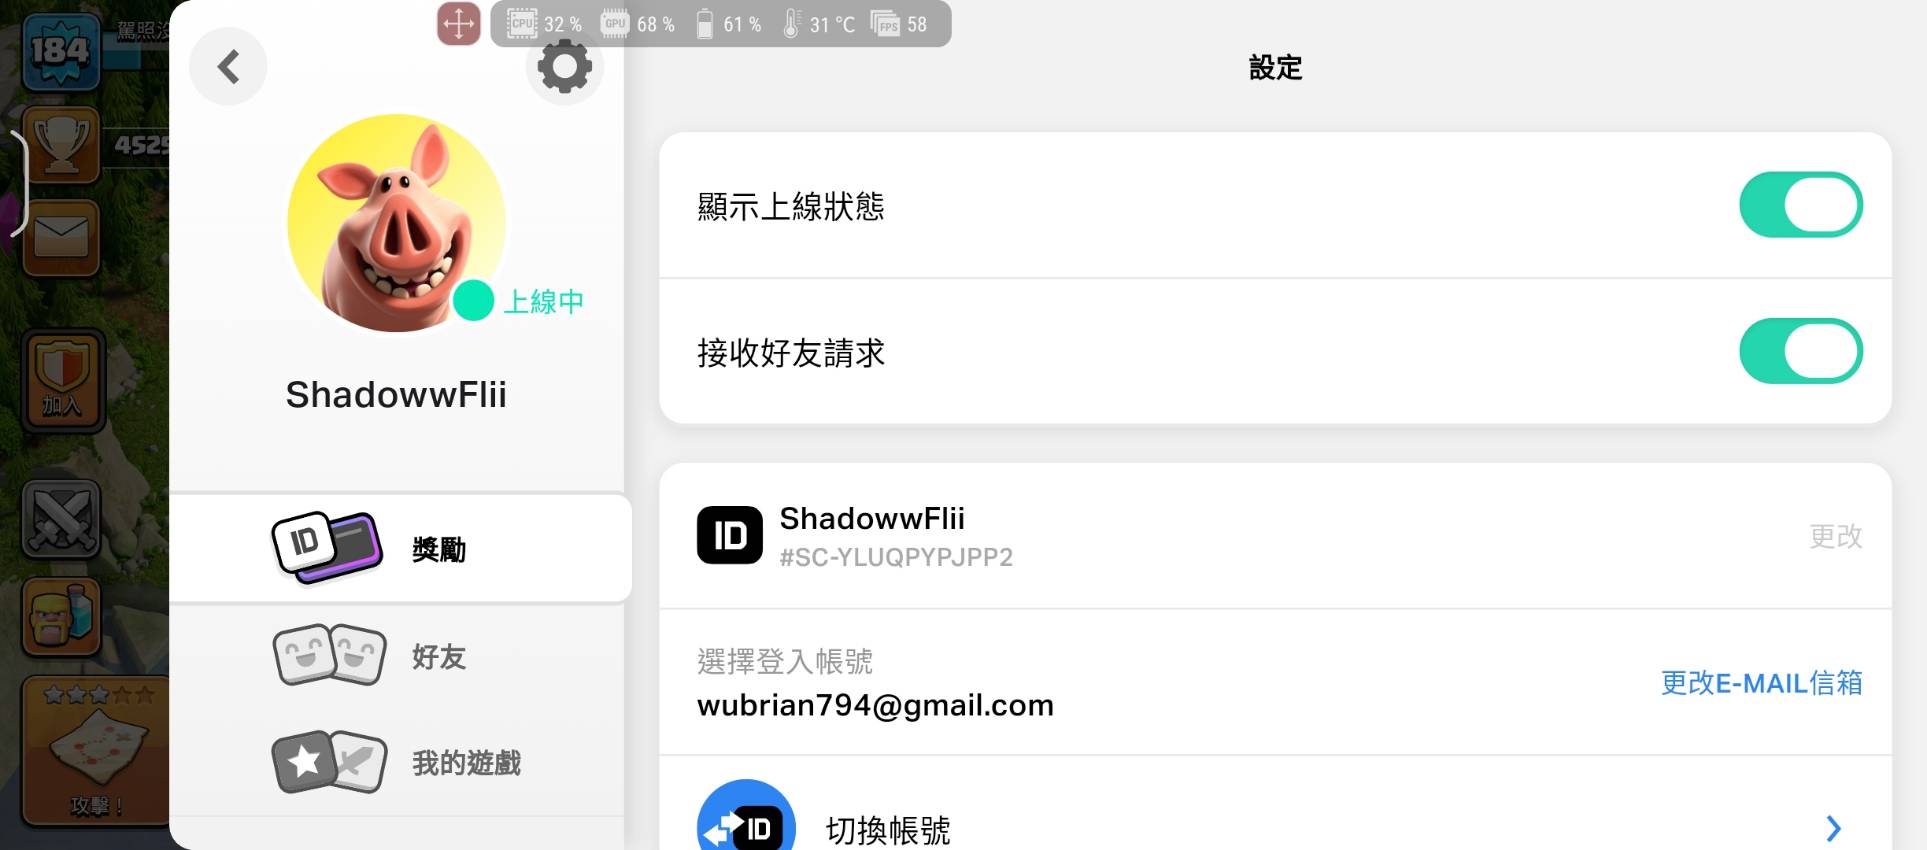 184
駕照沒
4525
加入
攻擊！
CPU 32 % GPU 68 % 61 % 31 °C FPS 58
上線中
ShadowwFlii
ID 獎勵
好友
我的遊戲
設定
顯示上線狀態
接收好友請求
ID ShadowwFlii
#SC-YLUQPYPJPP2
更改
選擇登入帳號
wubrian794@gmail.com
更改E-MAIL信箱
ID 切換帳號